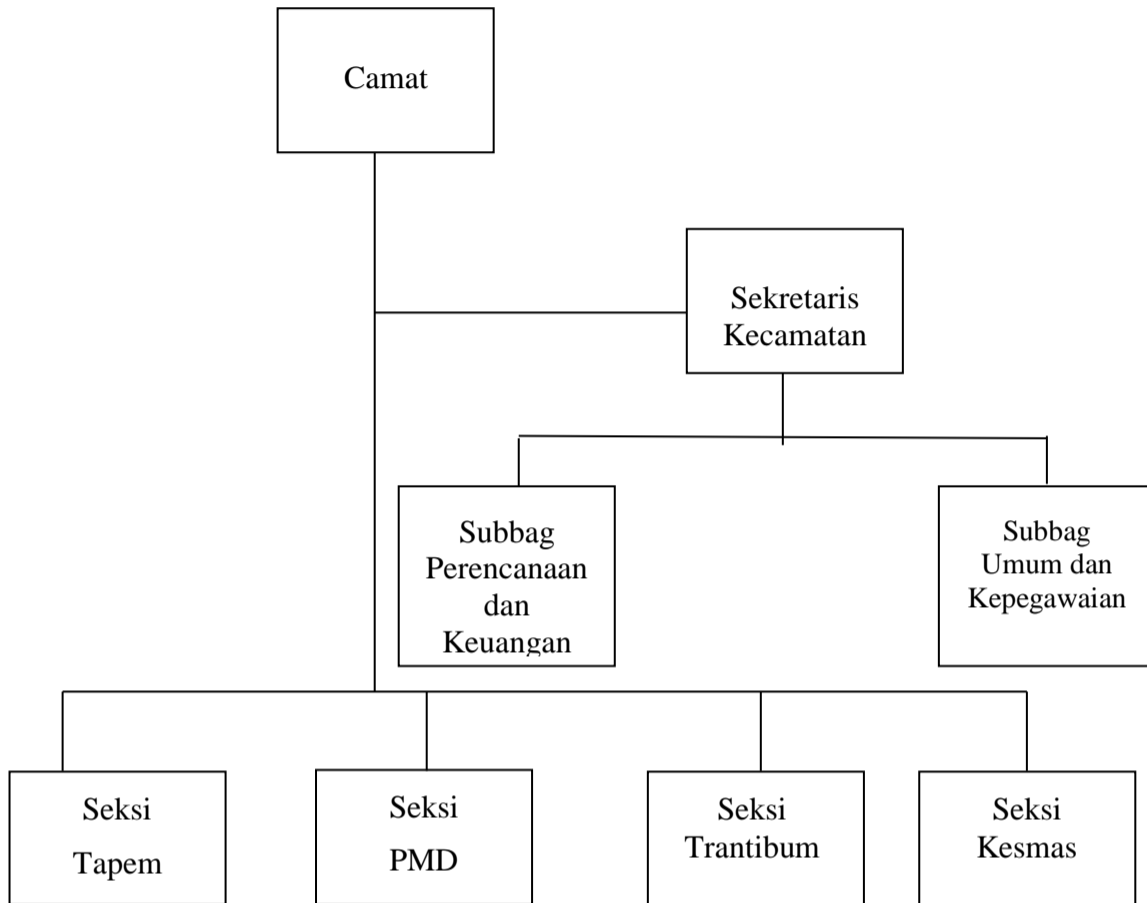 Camat
Sekretaris
Kecamatan
Subbag
Perencanaan
dan
Keuangan
Subbag
Umum dan
Kepegawaian
Seksi
Tapem
Seksi
PMD
Seksi
Trantibum
Seksi
Kesmas